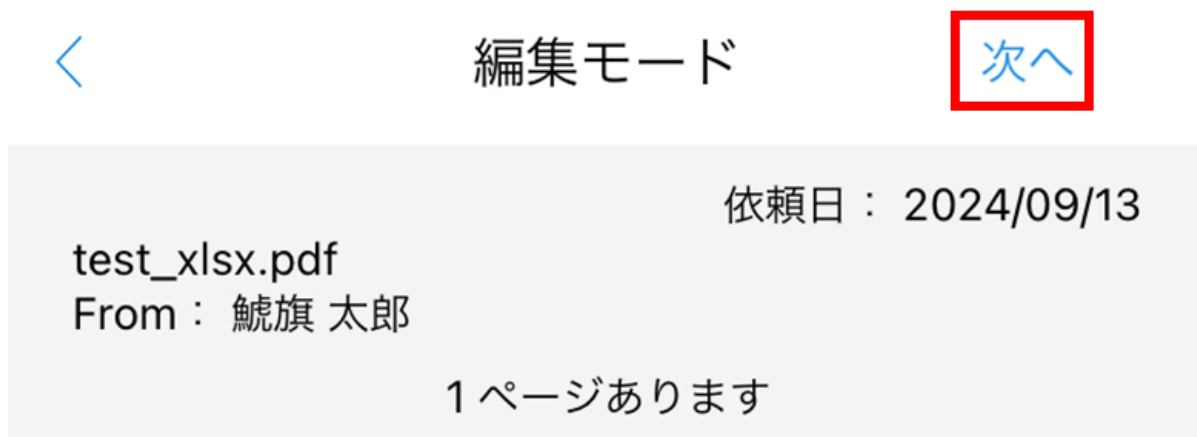 編集モード 次へ
依頼日： 2024/09/13
test_xlsx.pdf
From： 鯱旗 太郎
1 ページあります